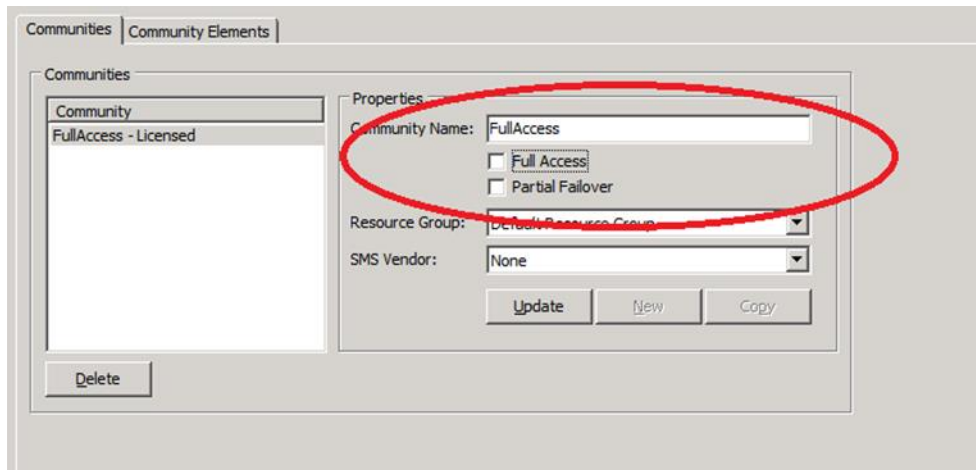 Communities Community Elements
Communities
Community
FullAccess - Licensed
Properties
Community Name: FullAccess
Full Access
Partial Failover
Resource Group: Default Resource Group
SMS Vendor: None
Update New Copy
Delete